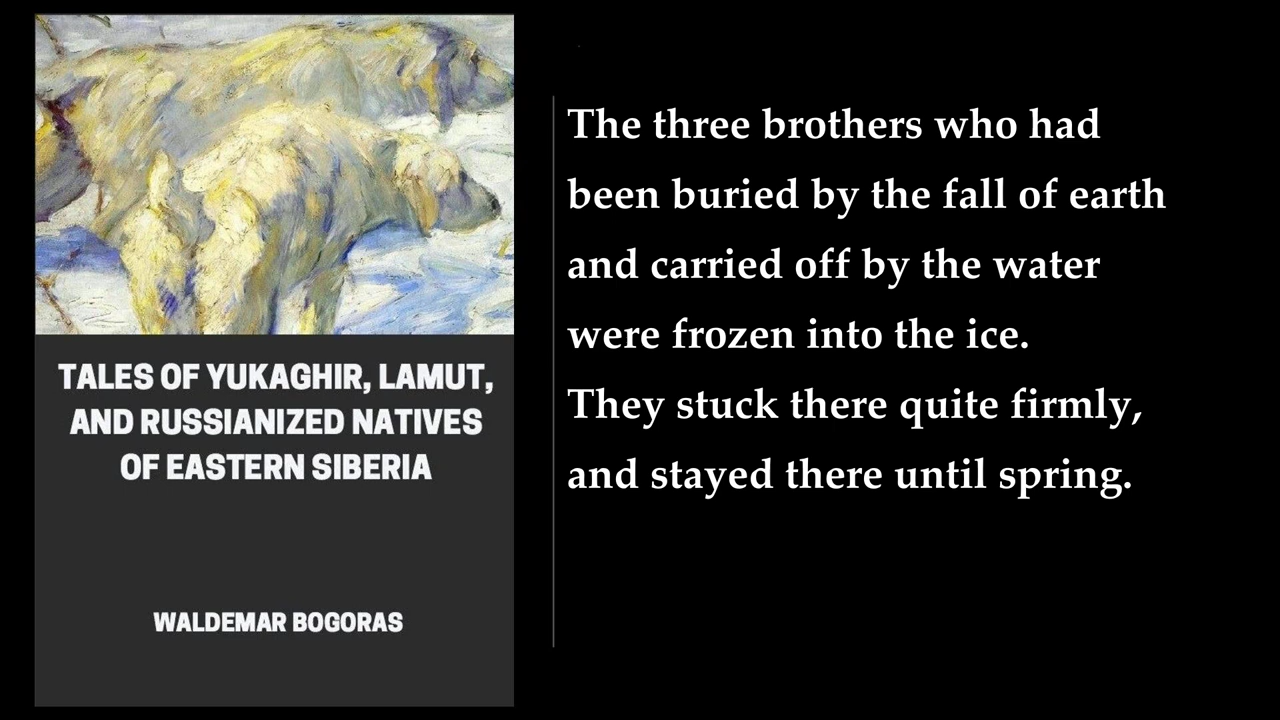 TALES OF YUKAGHIR, LAMUT,
AND RUSSIANIZED NATIVES
OF EASTERN SIBERIA
WALDEMAR BOGORAS
The three brothers who had
been buried by the fall of earth
and carried off by the water
were frozen into the ice.
They stuck there quite firmly,
and stayed there until spring.